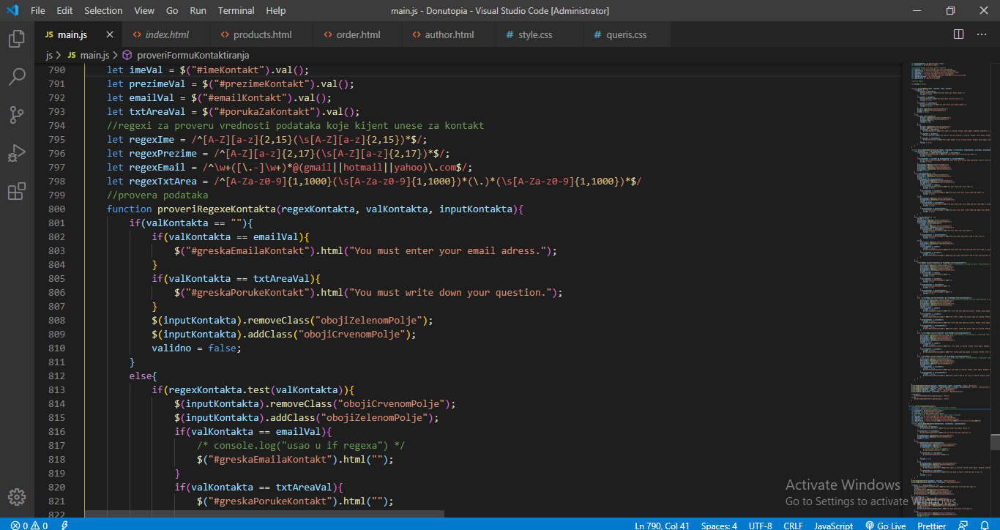 File Edit Selection View Go Run Terminal Help main.js - Donutopia - Visual Studio Code [Administrator]
JS main.js <> index.html <> products.html <> order.html <> author.html # style.css # queris.css
js > JS main.js > proveriFormuKontaktiranja
790 let imeVal = $("#imeKontakt").val();
791 let prezimeVal = $("#prezimeKontakt").val();
792 let emailVal = $("#emailKontakt").val();
793 let txtAreaVal = $("#porukaZaKontakt").val();
794 //regexi za proveru vrednosti podataka koje kijent unese za kontakt
795 let regexIme = /^[A-Z][a-z]{2,15}(\s[A-Z][a-z]{2,15})*$/;
796 let regexPrezime = /^[A-Z][a-z]{2,17}(\s[A-Z][a-z]{2,17})*$/;
797 let regexEmail = /^\w+([\.-]\w+)*@(gmail||hotmail||yahoo)\.com$/;
798 let regexTxtArea = /^[A-Za-z0-9]{1,1000}(\s[A-Za-z0-9]{1,1000})*(\.)*(\s[A-Za-z0-9]{1,1000})*$/
799 //provera podataka
800 function proveriRegexeKontakta(regexKontakta, valKontakta, inputKontakta){
801 if(valKontakta == ""){
802 if(valKontakta == emailVal){
803 $("#greskaEmailaKontakt").html("You must enter your email adress.");
804 }
805 if(valKontakta == txtAreaVal){
806 $("#greskaPorukeKontakt").html("You must write down your question.");
807 }
808 $(inputKontakta).removeClass("obojiZelenomPolje");
809 $(inputKontakta).addClass("obojiCrvenomPolje");
810 validno = false;
811 }
812 else{
813 if(regexKontakta.test(valKontakta)){
814 $(inputKontakta).removeClass("obojiCrvenomPolje");
815 $(inputKontakta).addClass("obojiZelenomPolje");
816 if(valKontakta == emailVal){
817 /* console.log("usao u if regexa") */
818 $("#greskaEmailaKontakt").html("");
819 }
820 if(valKontakta == txtAreaVal){
821 $("#greskaPorukeKontakt").html("");
822
Activate Windows
Go to Settings to activate Windows.
0 0 Ln 790, Col 41 Spaces: 4 UTF-8 CRLF JavaScript Go Live Prettier